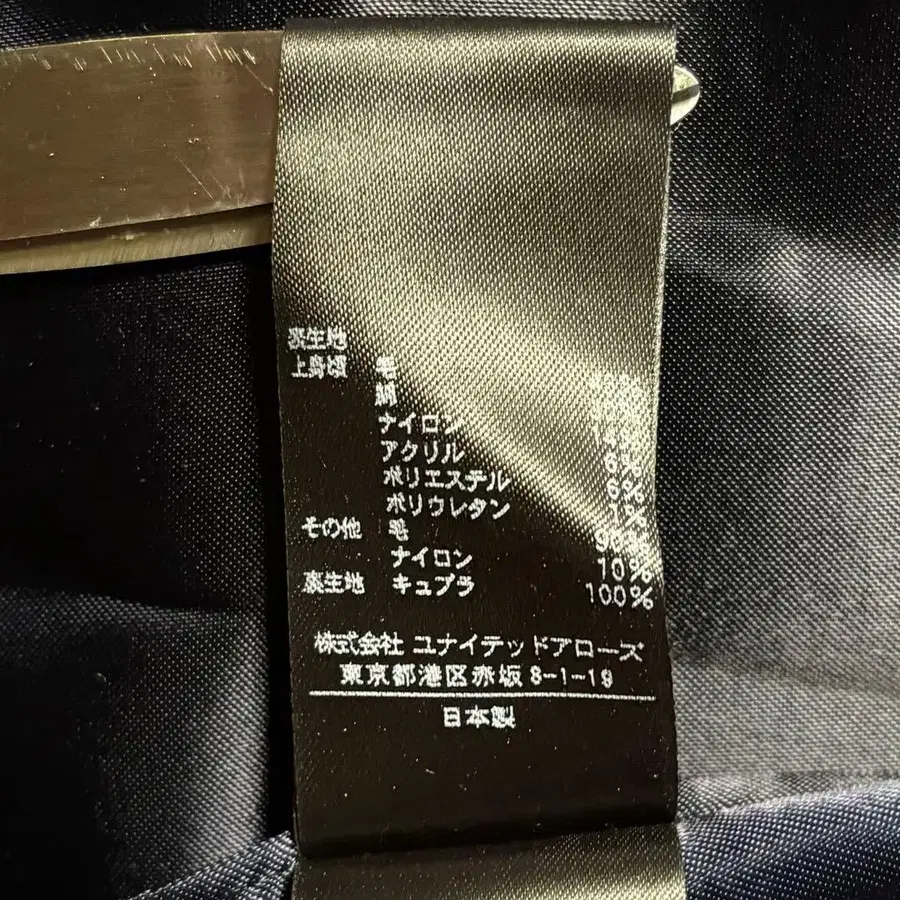 表生地
上身頃 毛
絹
ナイロン
アクリル 6%
ポリエステル 6%
ポリウレタン 1%
その他 毛
ナイロン 10%
裏生地 キュプラ 100%
株式会社 ユナイテッドアローズ
東京都港区赤坂8-1-19
日本製